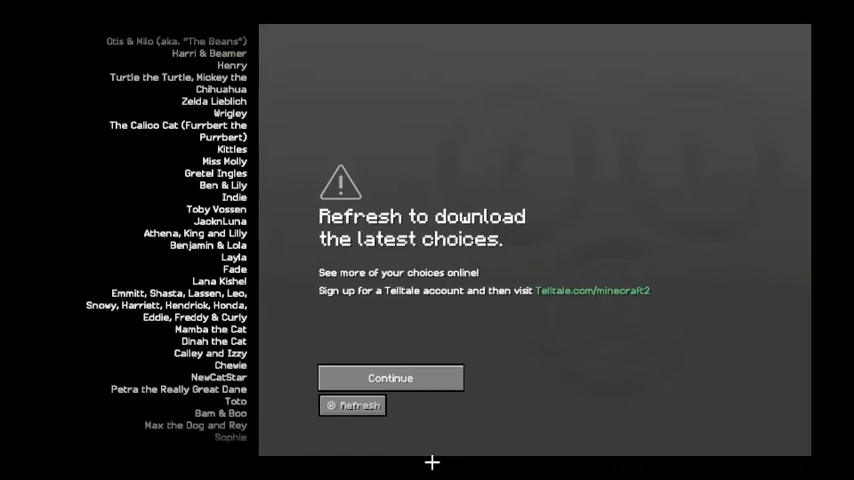 Otis & Milo (aka. "The Beans")
Harri & Beamer
Henry
Turtle the Turtle, Mickey the
Chihuahua
Zelda Lieblich
Wrigley
The Calico Cat (Furrbert the
Purrbert)
Kittles
Miss Molly
Gretel Ingles
Ben & Lily
Indie
Toby Vossen
JacknLuna
Athena, King and Lilly
Benjamin & Lola
Layla
Fade
Lana Kishel
Emmitt, Shasta, Lassen, Leo,
Snowy, Harriett, Hendrick, Honda,
Eddie, Freddy & Curly
Mamba the Cat
Dinah the Cat
Calley and Izzy
Chewie
NewCatStar
Petra the Really Great Dane
Toto
Bam & Boo
Max the Dog and Rey
Sophie
Refresh to download
the latest choices.
See more of your choices online!
Sign up for a Telltale account and then visit Telltale.com/minecraft2
Continue
Refresh